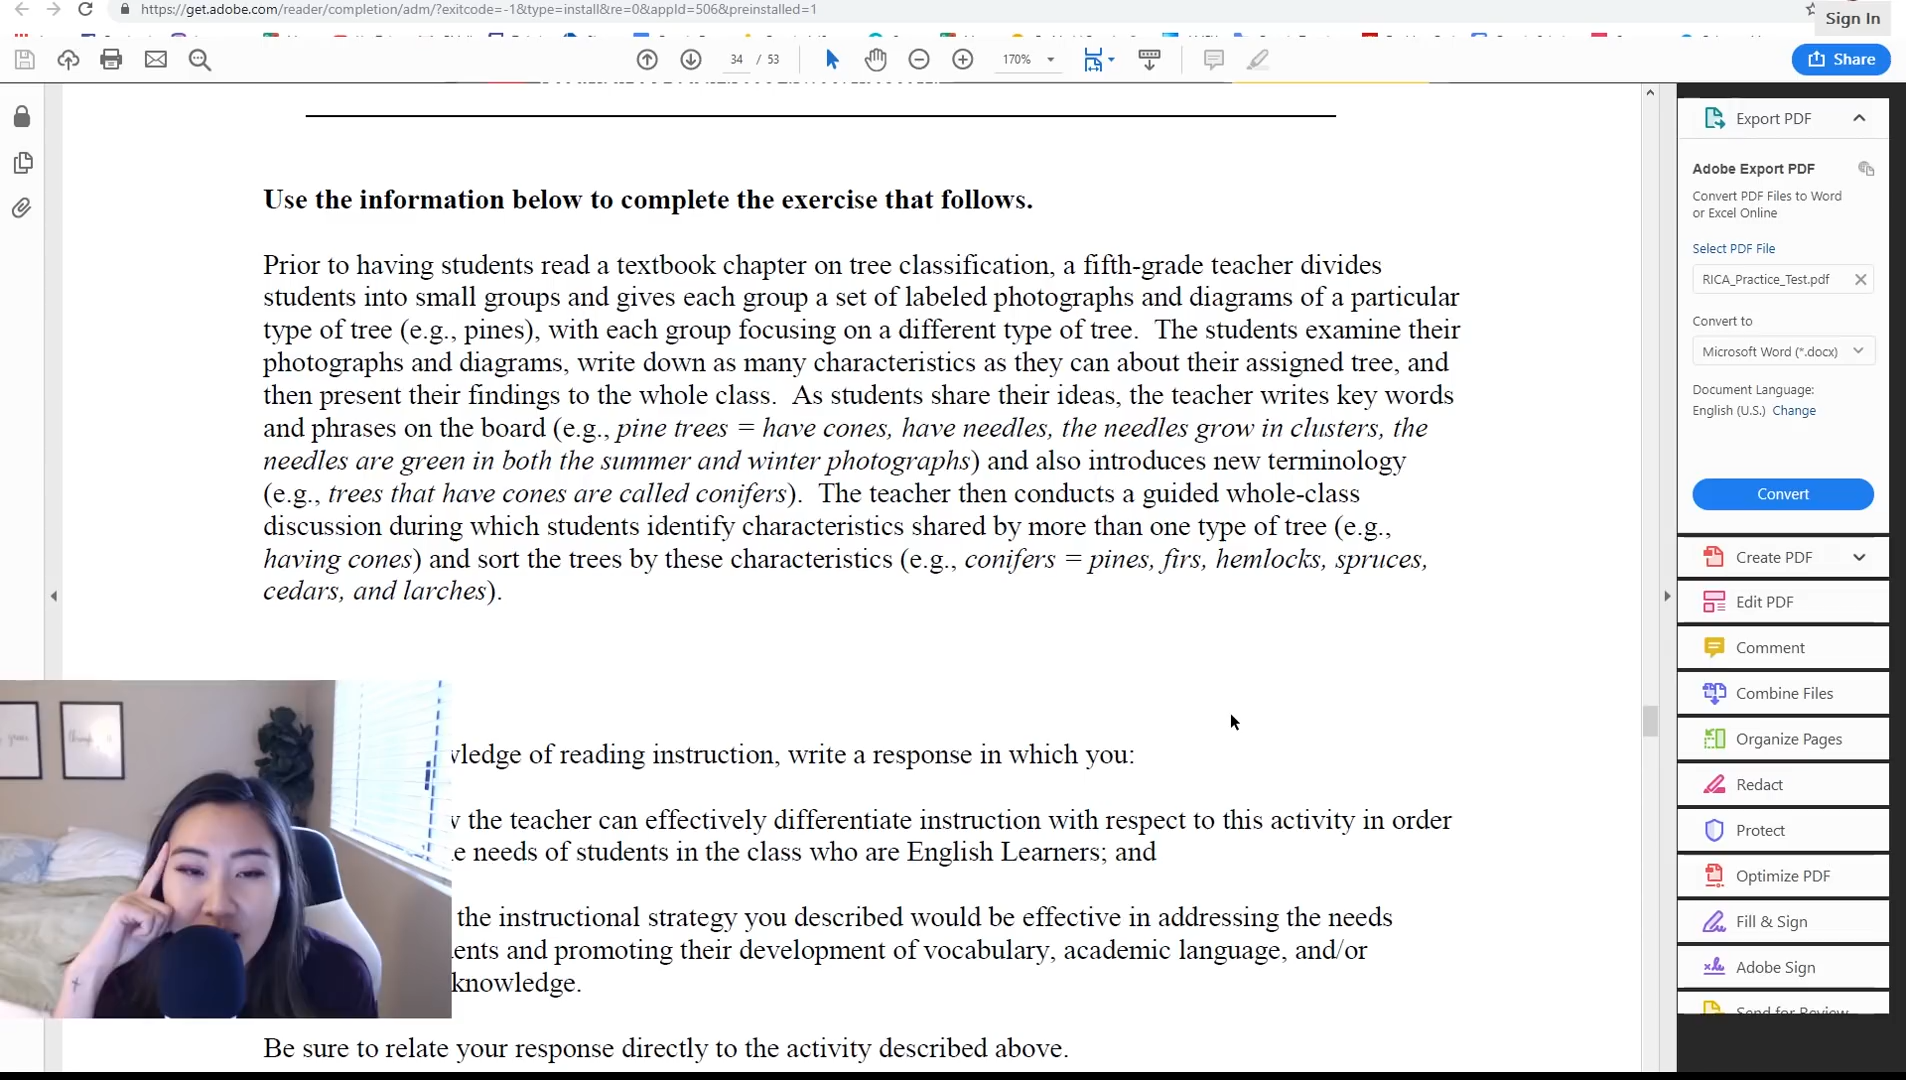 https://get.adobe.com/reader/completion/adm/?exitcode=-1&type=install&re=0&appId=506&preinstalled=1
Sign In
34 / 53
170%
Share
Use the information below to complete the exercise that follows.
Prior to having students read a textbook chapter on tree classification, a fifth-grade teacher divides
students into small groups and gives each group a set of labeled photographs and diagrams of a particular
type of tree (e.g., pines), with each group focusing on a different type of tree. The students examine their
photographs and diagrams, write down as many characteristics as they can about their assigned tree, and
then present their findings to the whole class. As students share their ideas, the teacher writes key words
and phrases on the board (e.g., pine trees = have cones, have needles, the needles grow in clusters, the
needles are green in both the summer and winter photographs) and also introduces new terminology
(e.g., trees that have cones are called conifers). The teacher then conducts a guided whole-class
discussion during which students identify characteristics shared by more than one type of tree (e.g.,
having cones) and sort the trees by these characteristics (e.g., conifers = pines, firs, hemlocks, spruces,
cedars, and larches).
wledge of reading instruction, write a response in which you:
the teacher can effectively differentiate instruction with respect to this activity in order
needs of students in the class who are English Learners; and
the instructional strategy you described would be effective in addressing the needs
ents and promoting their development of vocabulary, academic language, and/or
knowledge.
Be sure to relate your response directly to the activity described above.
Export PDF
Adobe Export PDF
Convert PDF Files to Word
or Excel Online
Select PDF File
RICA_Practice_Test.pdf
Convert to
Microsoft Word (*.docx)
Document Language:
English (U.S.) Change
Convert
Create PDF
Edit PDF
Comment
Combine Files
Organize Pages
Redact
Protect
Optimize PDF
Fill & Sign
Adobe Sign
Send for Review